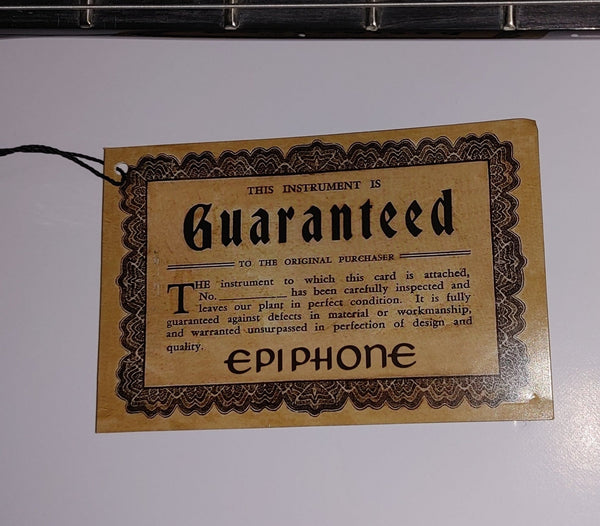 THIS INSTRUMENT IS
Guaranteed
TO THE ORIGINAL PURCHASER
THE instrument to which this card is attached,
No. __________ has been carefully inspected and
leaves our plant in perfect condition. It is fully
guaranteed against defects in material or workmanship,
and warranted unsurpassed in perfection of design and
quality.
EPIPHONE